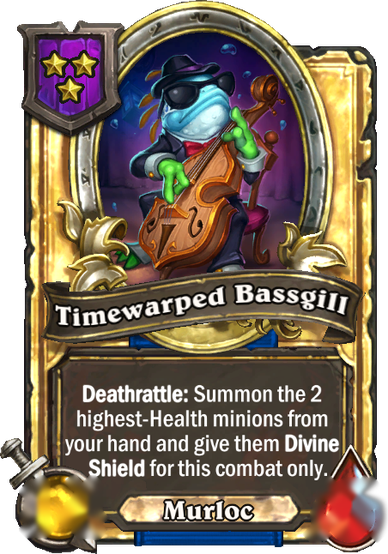 Timewarped Bassgill
Deathrattle: Summon the 2
highest-Health minions from
your hand and give them Divine
Shield for this combat only.
Murloc